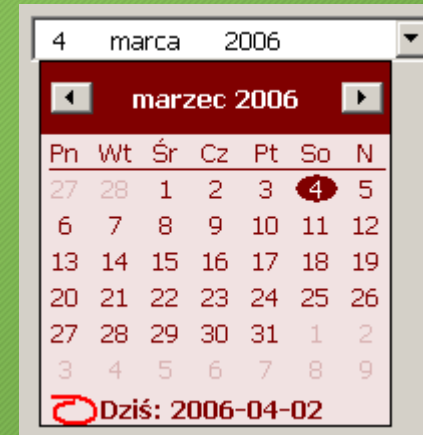 4 marca 2006
marzec 2006
Pn Wt Śr Cz Pt So N
27 28 1 2 3 4 5
6 7 8 9 10 11 12
13 14 15 16 17 18 19
20 21 22 23 24 25 26
27 28 29 30 31 1 2
3 4 5 6 7 8 9
Dziś: 2006-04-02